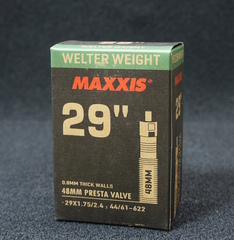 WELTER WEIGHT
MAXXIS
29"
48MM
0.8MM THICK WALLS
48MM PRESTA VALVE
29X1.75/2.4 : 44/61-622